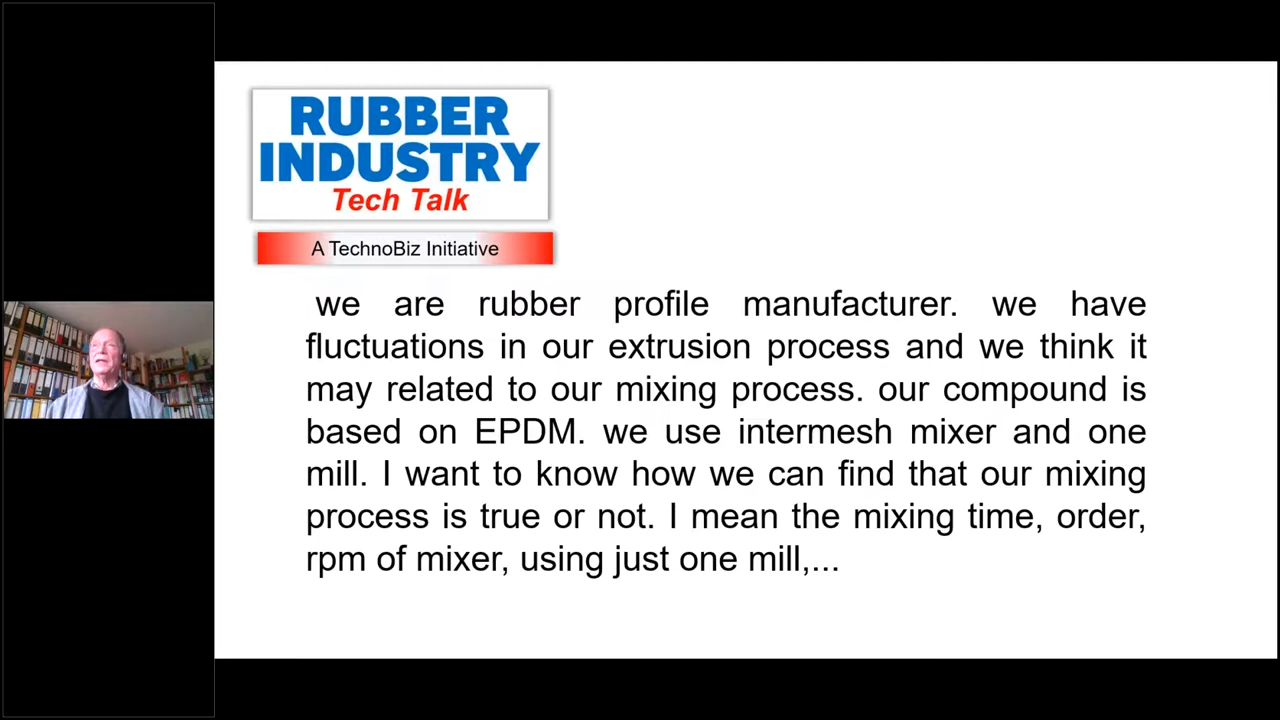 RUBBER
INDUSTRY
Tech Talk
A TechnoBiz Initiative
we are rubber profile manufacturer. we have
fluctuations in our extrusion process and we think it
may related to our mixing process. our compound is
based on EPDM. we use intermesh mixer and one
mill. I want to know how we can find that our mixing
process is true or not. I mean the mixing time, order,
rpm of mixer, using just one mill,...